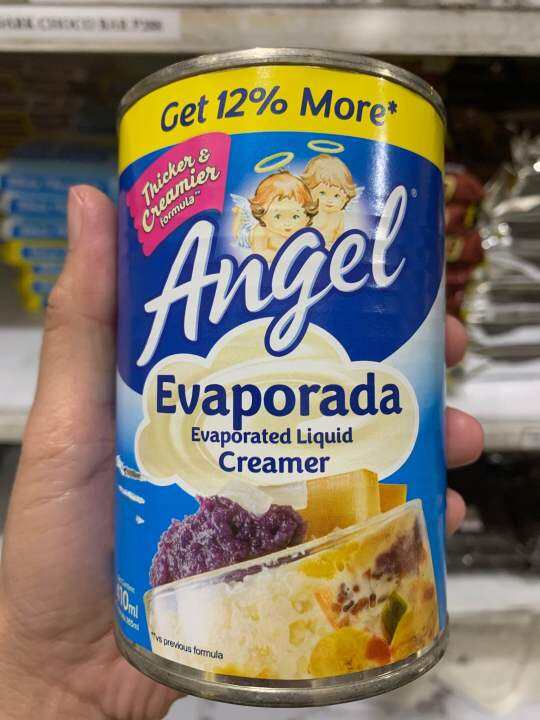 Get 12% More*
Thicker &
Creamier
formula**
Angel®
Evaporada
Evaporated Liquid
Creamer
**vs previous formula